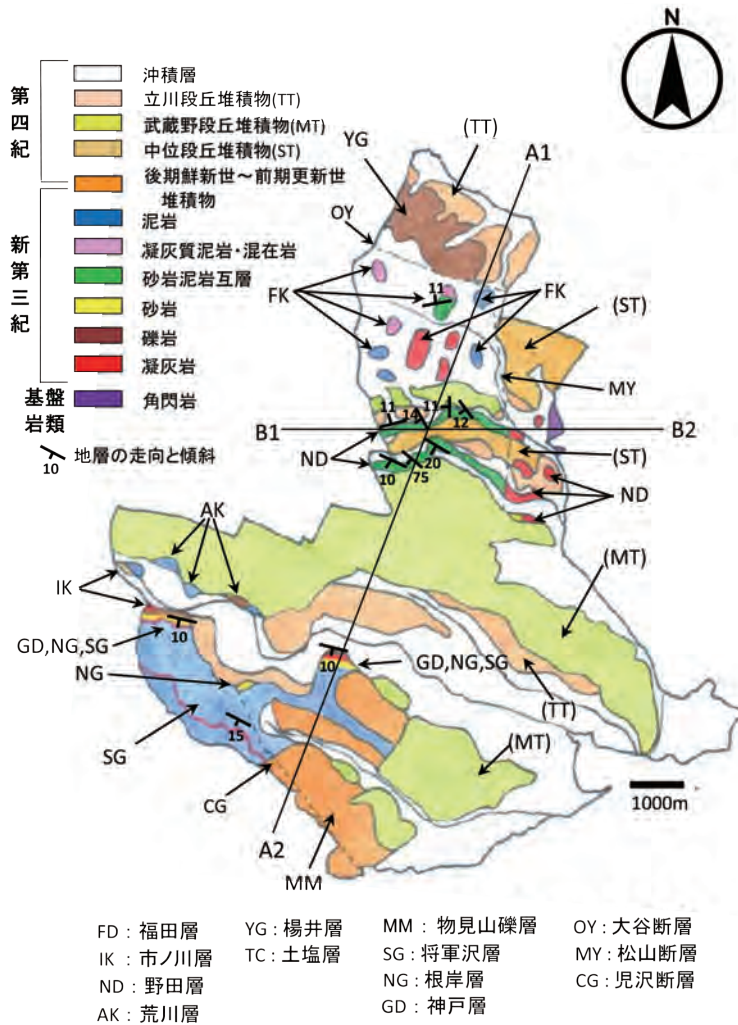 N
第四紀
沖積層
立川段丘堆積物(TT)
武蔵野段丘堆積物(MT)
中位段丘堆積物(ST)
後期鮮新世～前期更新世
堆積物
新第三紀
泥岩
凝灰質泥岩・混在岩
砂岩泥岩互層
砂岩
礫岩
凝灰岩
基盤
岩類
角閃岩
10
地層の走向と傾斜
(TT)
YG
A1
OY
11
FK
FK
(ST)
MY
11
14
11
12
B1
B2
ND
(ST)
20
10
75
ND
AK
(MT)
IK
10
GD,NG,SG
10
GD,NG,SG
NG
(TT)
SG
15
(MT)
CG
1000m
A2
MM
FD : 福田層
IK : 市ノ川層
ND : 野田層
AK : 荒川層
YG : 楊井層
TC : 土塩層
MM : 物見山礫層
SG : 将軍沢層
NG : 根岸層
GD : 神戸層
OY : 大谷断層
MY : 松山断層
CG : 児沢断層